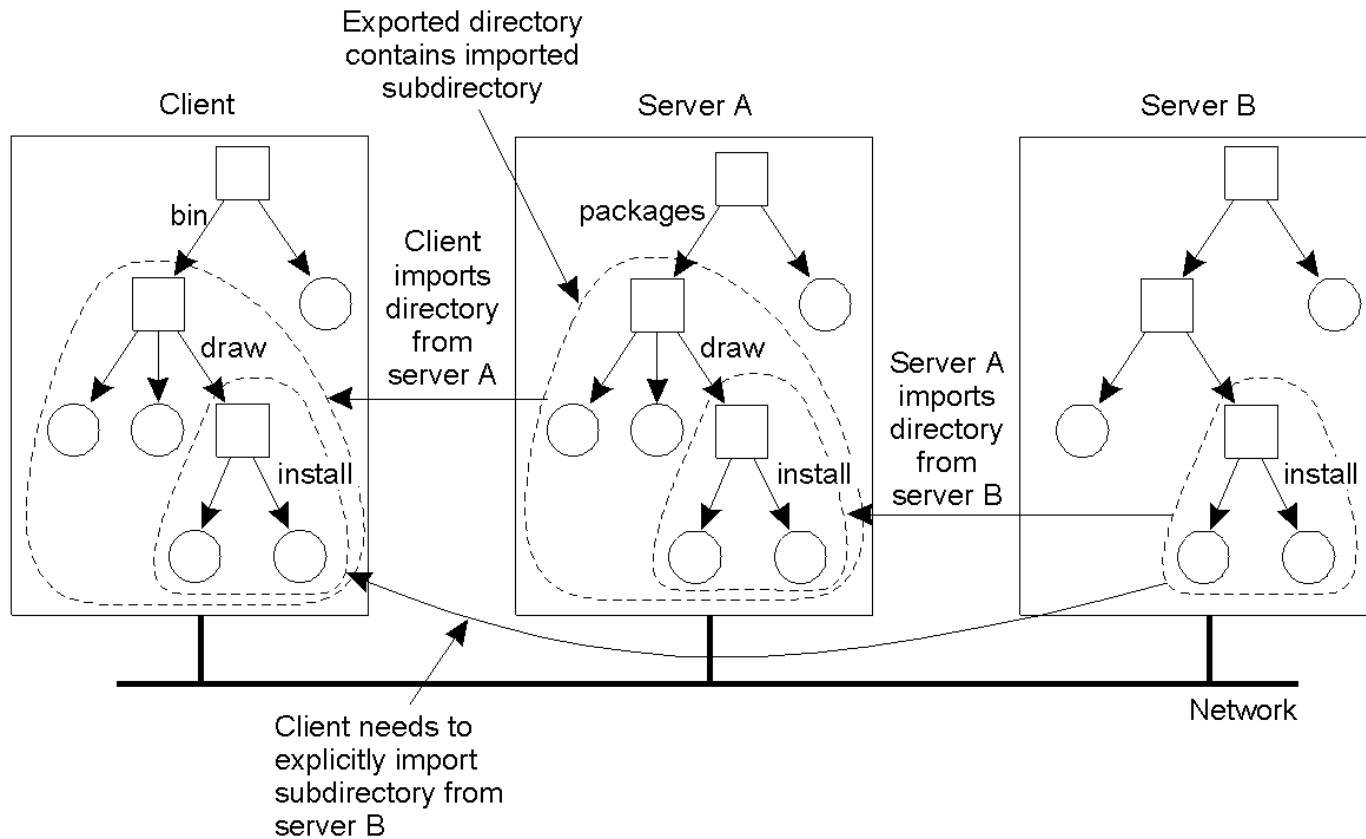 Exported directory
contains imported
subdirectory
Client
Server A
Server B
bin
packages
Client
imports
directory
from
server A
draw
draw
Server A
imports
directory
from
server B
install
install
install
Network
Client needs to
explicitly import
subdirectory from
server B